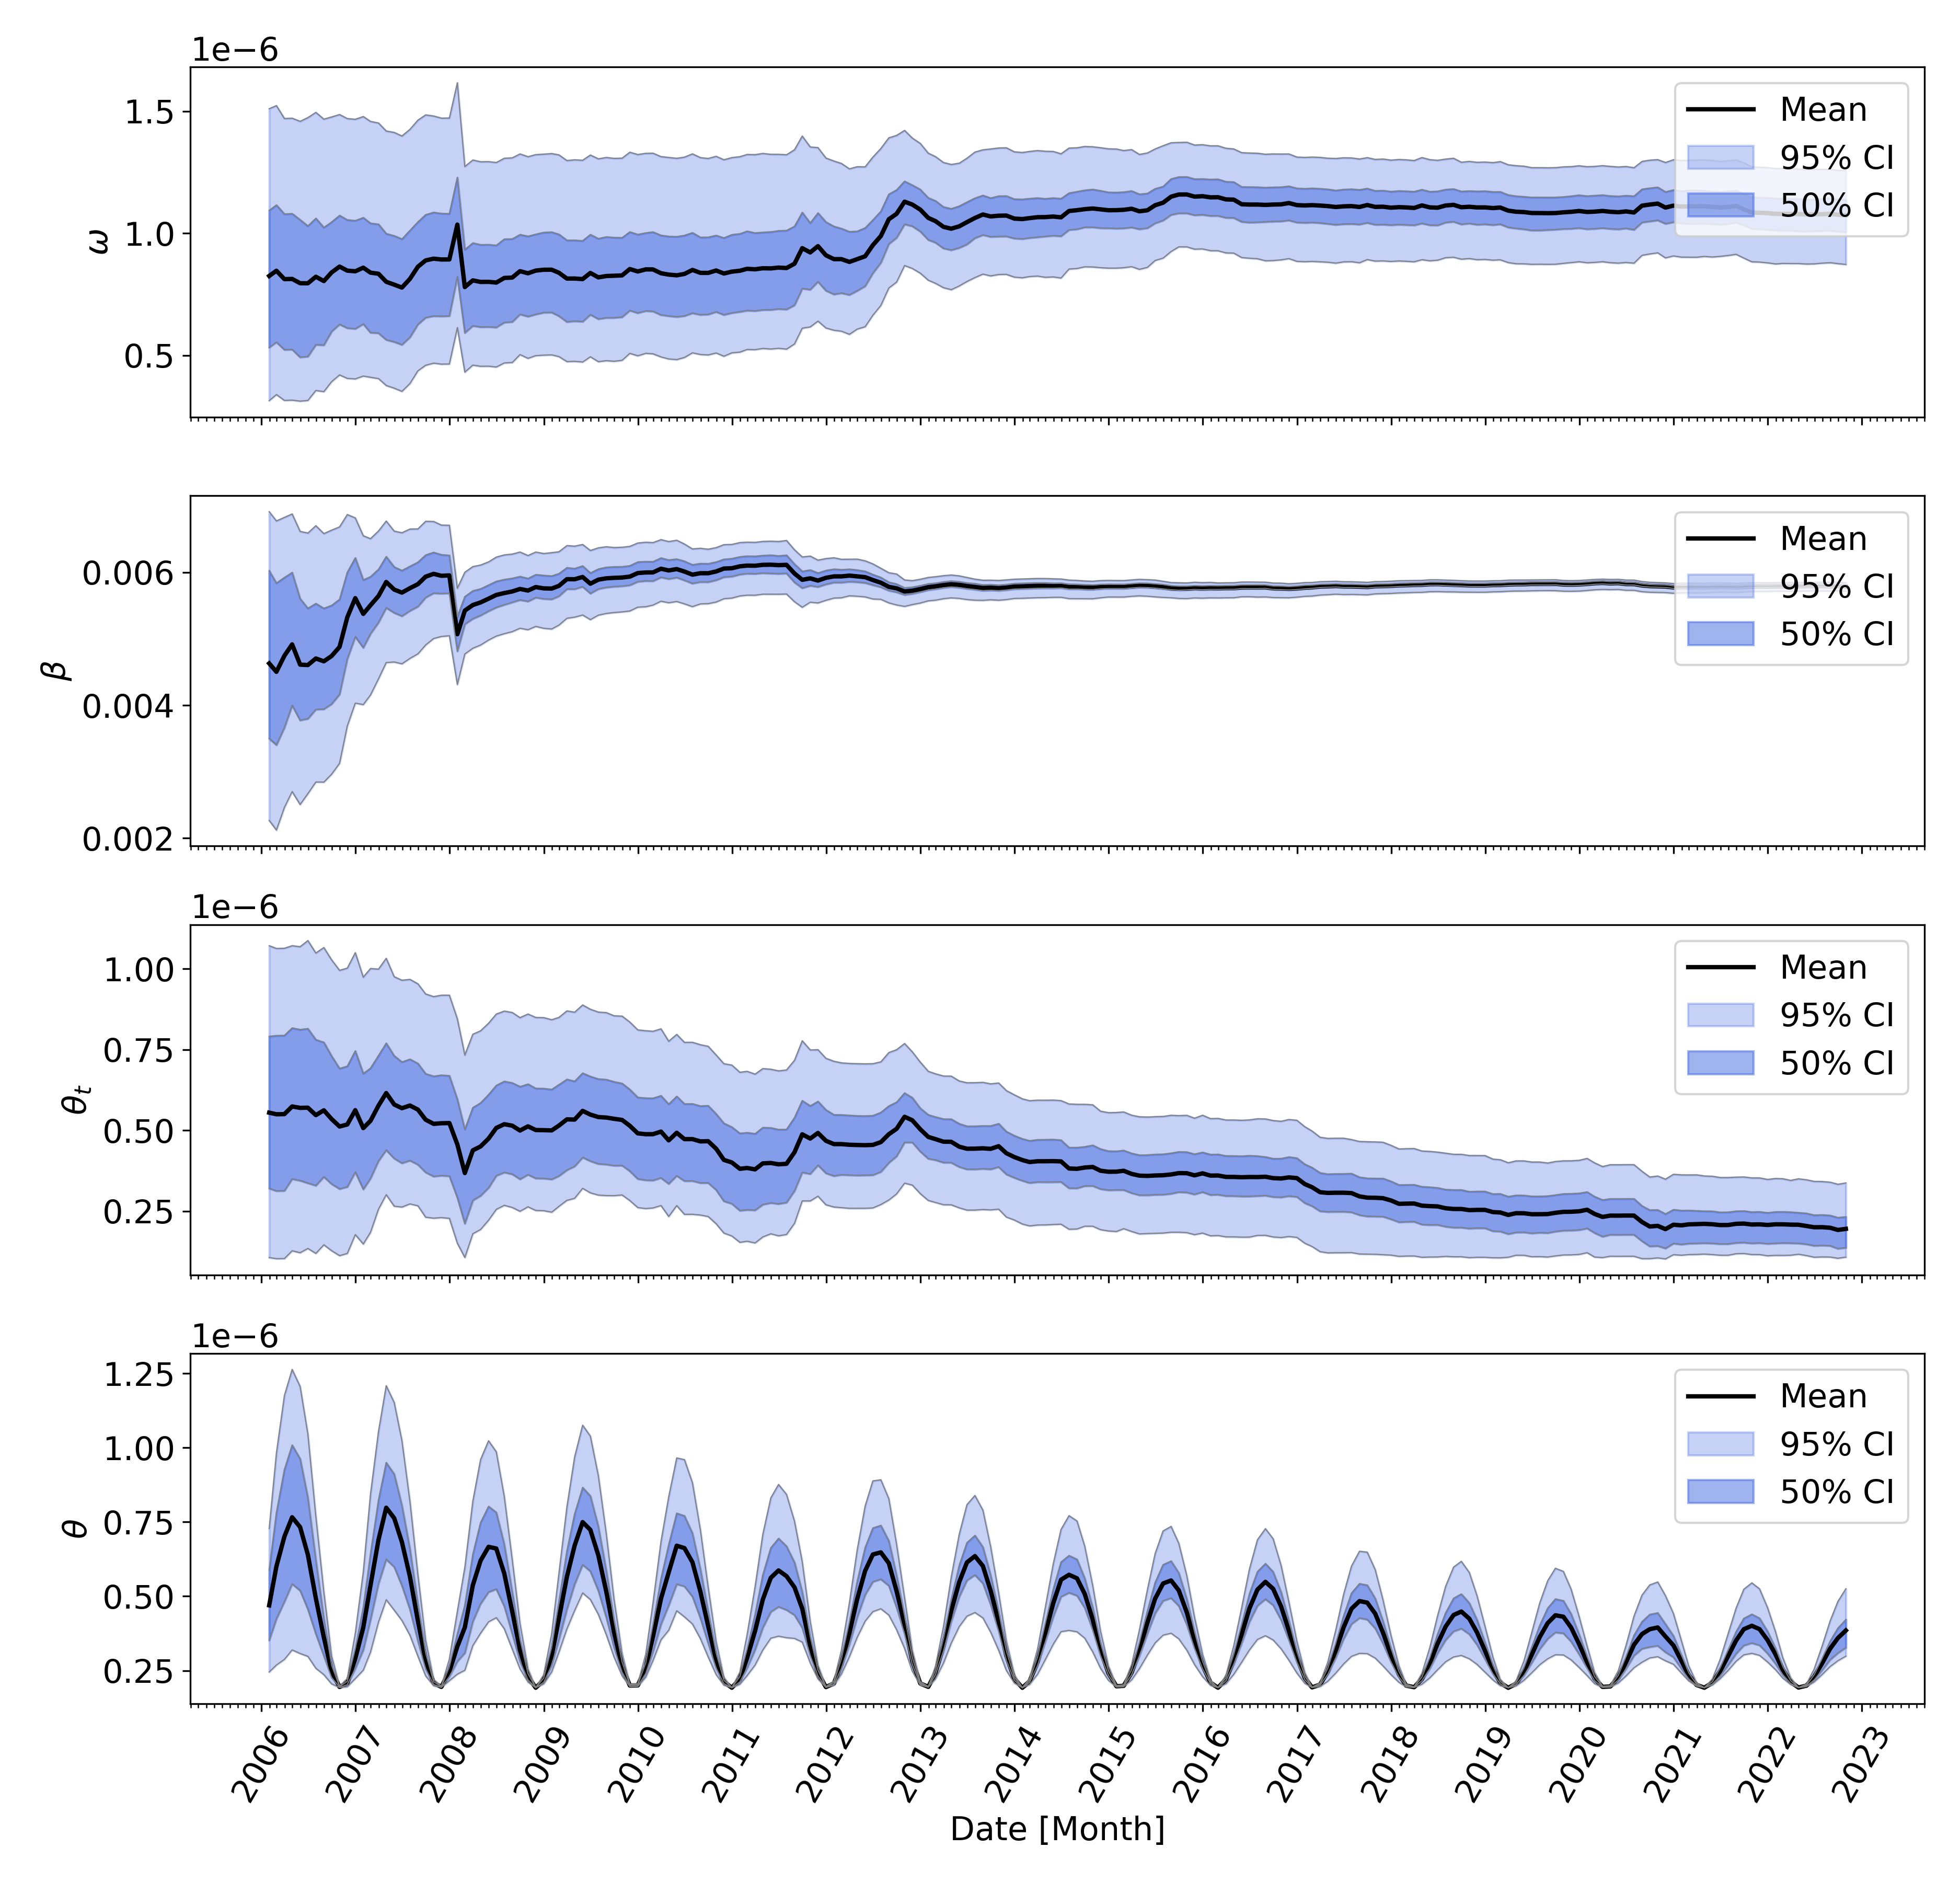 1e−6
1.5
1.0
0.5
ω
Mean
95% CI
50% CI
0.006
0.004
0.002
β
Mean
95% CI
50% CI
1e−6
1.00
0.75
0.50
0.25
θt
Mean
95% CI
50% CI
1e−6
1.25
1.00
0.75
0.50
0.25
θ
Mean
95% CI
50% CI
2006 2007 2008 2009 2010 2011 2012 2013 2014 2015 2016 2017 2018 2019 2020 2021 2022 2023
Date [Month]